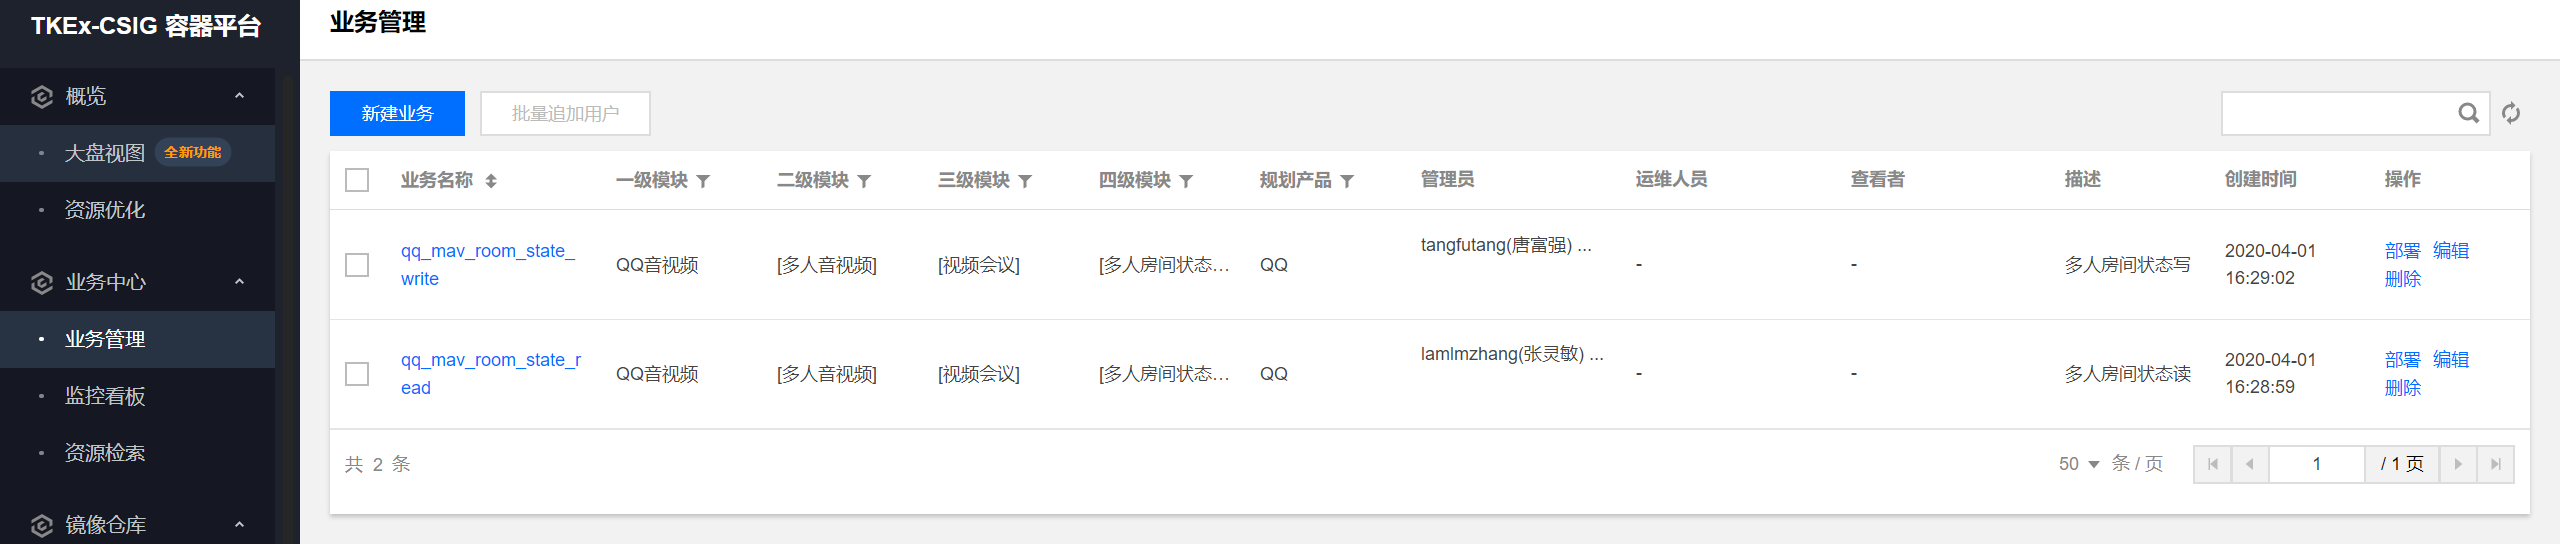 TKEx-CSIG 容器平台
概览
大盘视图 全新功能
资源优化
业务中心
业务管理
监控看板
资源检索
镜像仓库
业务管理
新建业务 批量追加用户
业务名称 一级模块 二级模块 三级模块 四级模块 规划产品 管理员 运维人员 查看者 描述 创建时间 操作
qq_mav_room_state_
write
QQ音视频 [多人音视频] [视频会议] [多人房间状态... QQ tangfutang(唐富强) ... - - 多人房间状态写
2020-04-01
16:29:02
部署 编辑
删除
qq_mav_room_state_r
ead
QQ音视频 [多人音视频] [视频会议] [多人房间状态... QQ lamlmzhang(张灵敏) ... - - 多人房间状态读
2020-04-01
16:28:59
部署 编辑
删除
共 2 条 50 条 / 页 1 / 1 页